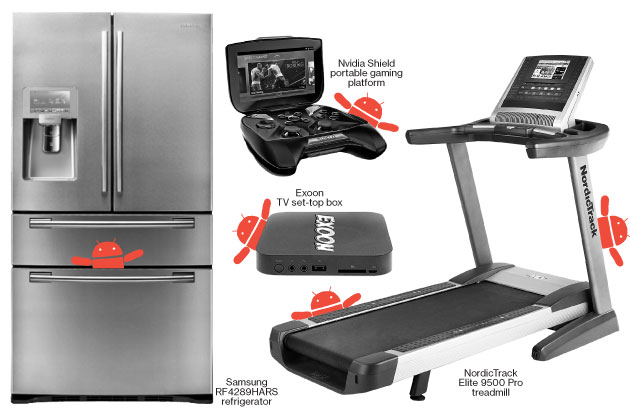 Nvidia Shield
portable gaming
platform
Exoon
TV set-top box
EXOON
NordicTrack
Samsung
RF4289HARS
refrigerator
NordicTrack
Elite 9500 Pro
treadmill